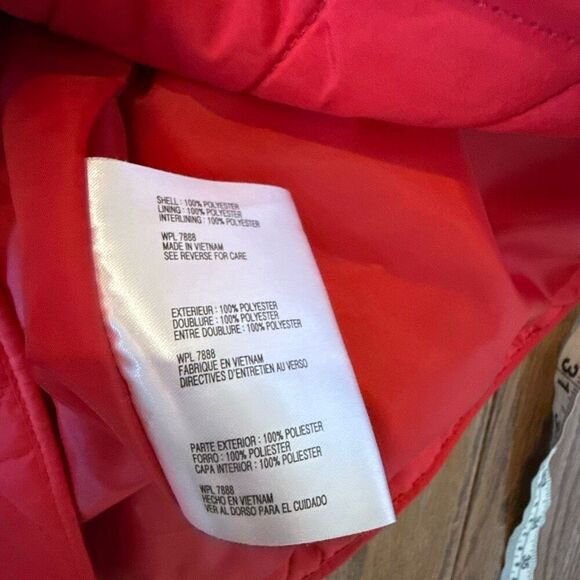 SHELL : 100% POLYESTER
LINING : 100% POLYESTER
INTERLINING : 100% POLYESTER
WPL 7888
MADE IN VIETNAM
SEE REVERSE FOR CARE
EXTERIEUR : 100% POLYESTER
DOUBLURE : 100% POLYESTER
ENTRE DOUBLURE : 100% POLYESTER
WPL 7888
FABRIQUE EN VIETNAM
DIRECTIVES D'ENTRETIEN AU VERSO
PARTE EXTERIOR : 100% POLIESTER
FORRO : 100% POLIESTER
CAPA INTERIOR : 100% POLIESTER
WPL 7888
HECHO EN VIETNAM
VER AL DORSO PARA EL CUIDADO
31
35